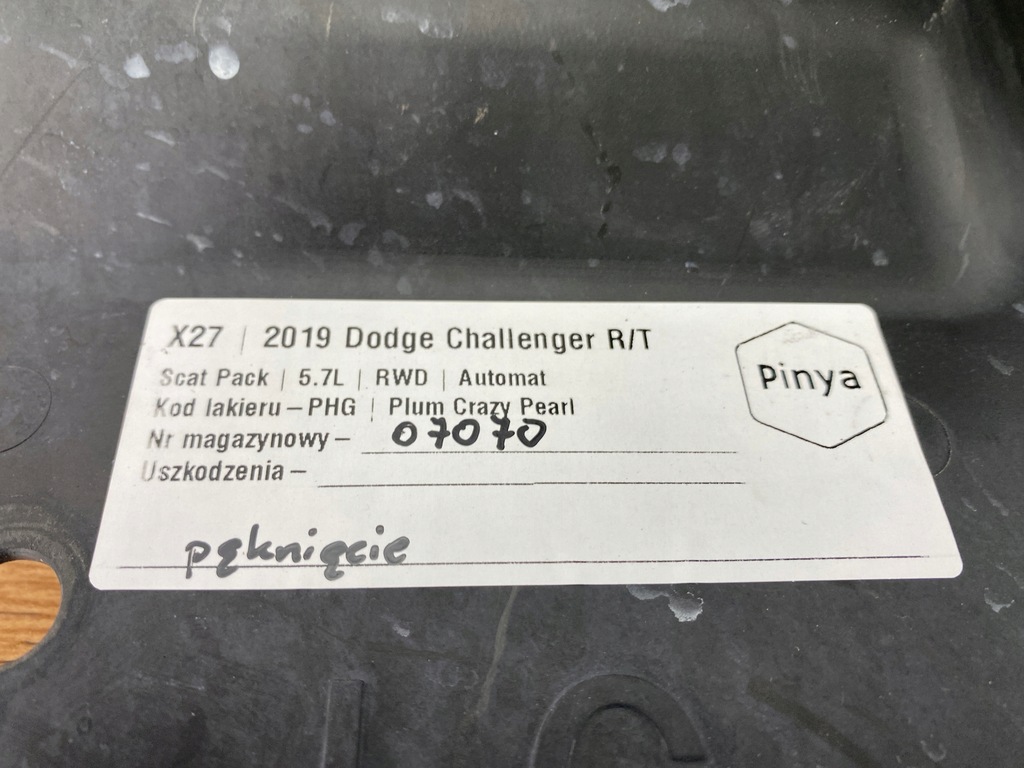 X27 | 2019 Dodge Challenger R/T
Pinya
Scat Pack | 5.7L | RWD | Automat
Kod lakieru – PHG | Plum Crazy Pearl
Nr magazynowy – 07070
Uszkodzenia –
pęknięcie